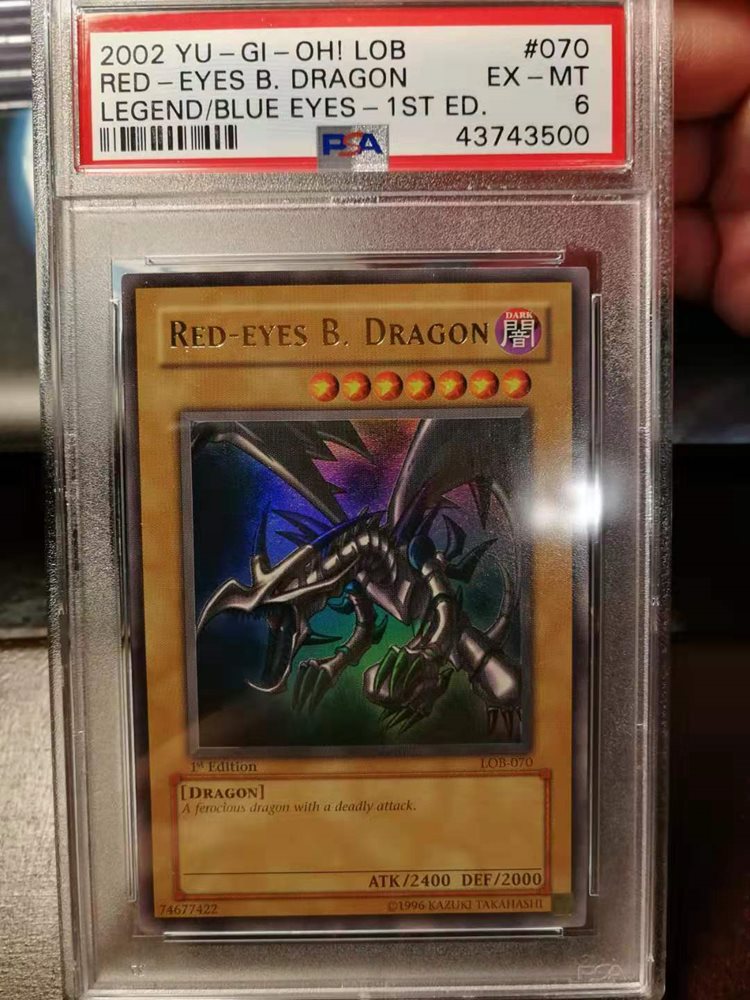 2002 YU-GI-OH! LOB #070
RED-EYES B. DRAGON EX-MT
LEGEND/BLUE EYES-1ST ED. 6
PSA 43743500
RED-EYES B. DRAGON DARK 闇
1st Edition LOB-070
[DRAGON]
A ferocious dragon with a deadly attack.
ATK/2400 DEF/2000
74677422 ©1996 KAZUKI TAKAHASHI
PSA